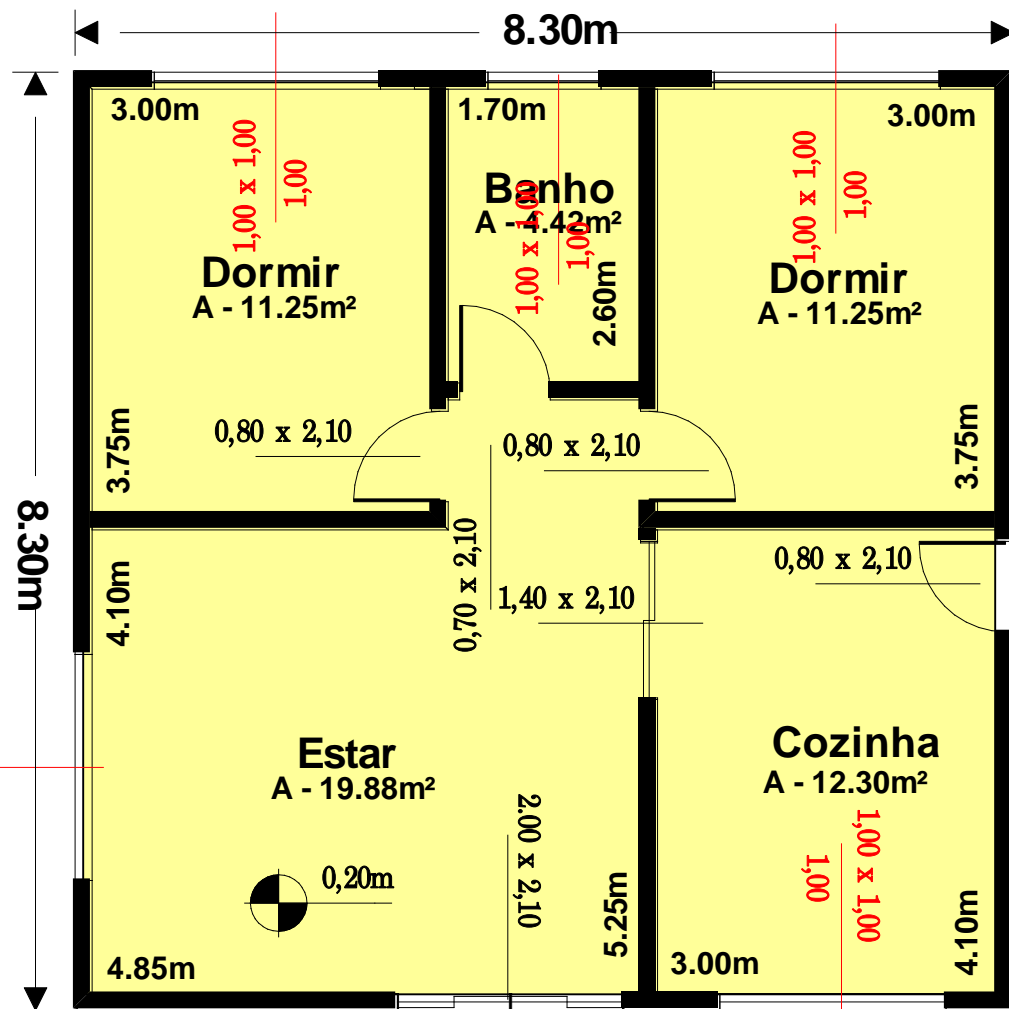 8.30m
3.00m
1.70m
3.00m
1,00 x 1,00
1,00
Banho
A - 4.42m²
1,00 x 1,00
1,00
1,00 x 1,00
1,00
Dormir
A - 11.25m²
2.60m
Dormir
A - 11.25m²
3.75m
0,80 x 2,10
0,80 x 2,10
3.75m
8.30m
4.10m
0,70 x 2,10
1,40 x 2,10
0,80 x 2,10
Estar
A - 19.88m²
Cozinha
A - 12.30m²
2.00 x 2,10
1,00 x 1,00
1,00
0,20m
5.25m
4.10m
4.85m
3.00m